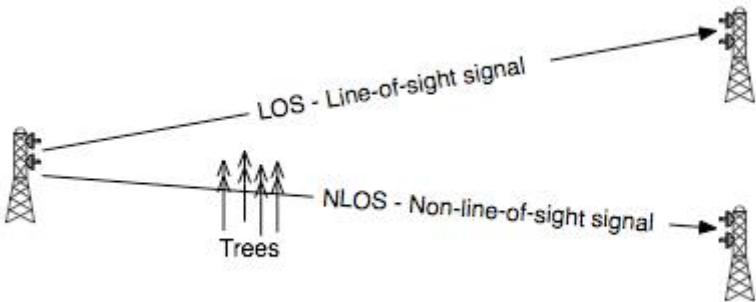 LOS - Line-of-sight signal
NLOS - Non-line-of-sight signal
Trees